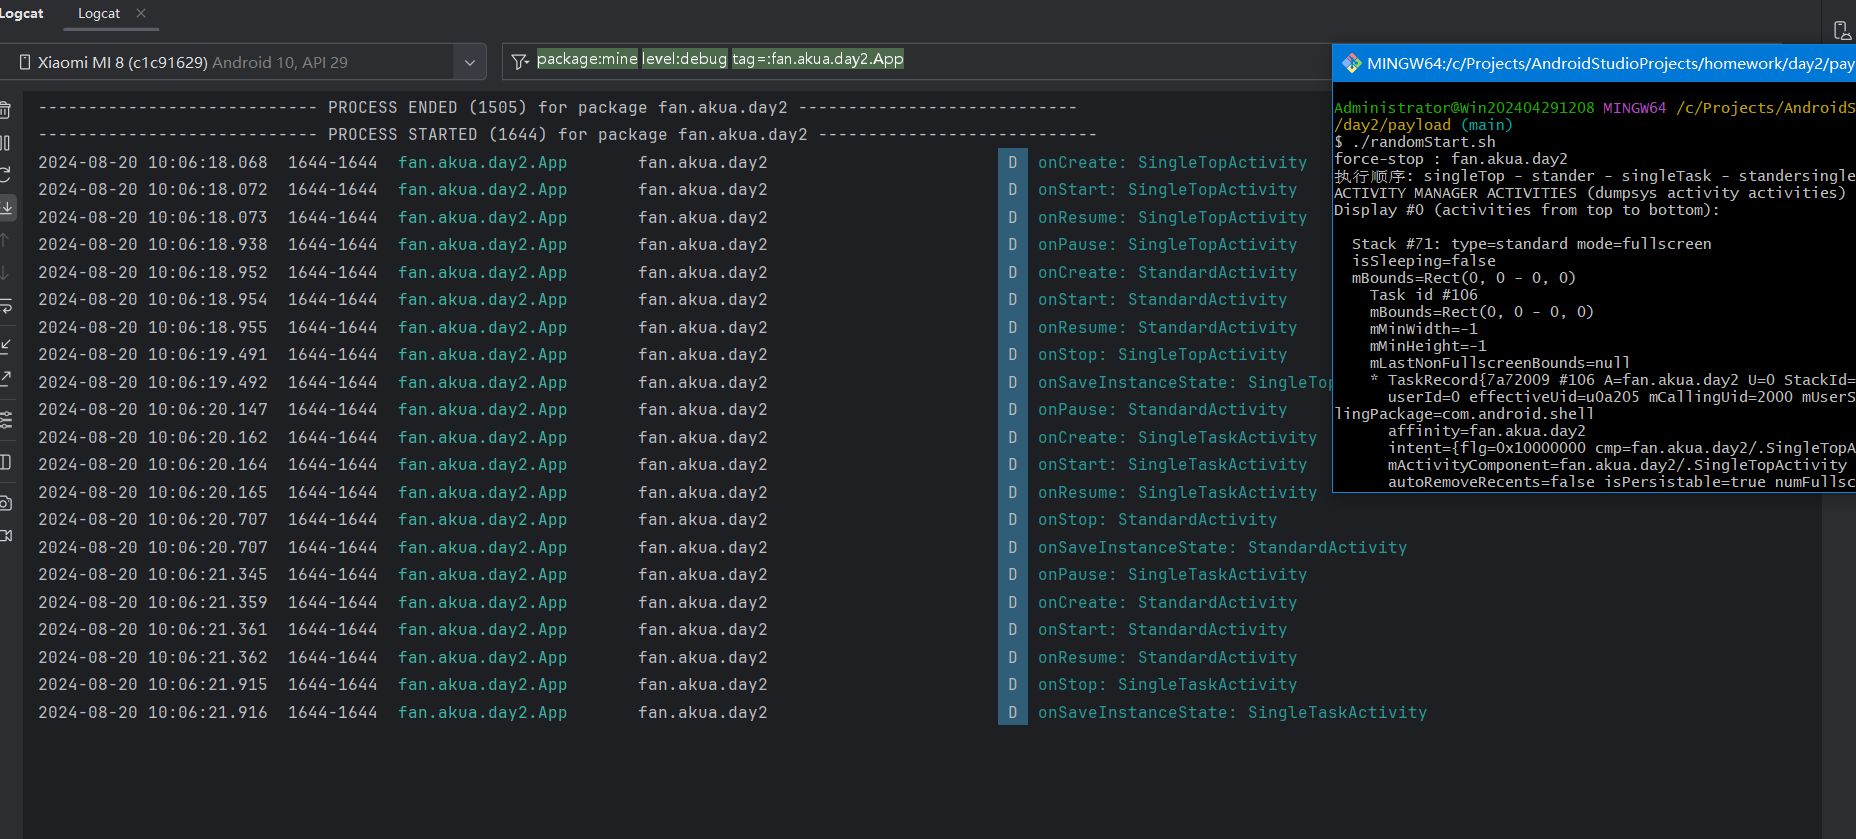 Logcat
Logcat
Xiaomi MI 8 (c1c91629) Android 10, API 29
package:mine level:debug tag=:fan.akua.day2.App
---------------------------- PROCESS ENDED (1505) for package fan.akua.day2 ----------------------------
---------------------------- PROCESS STARTED (1644) for package fan.akua.day2 ----------------------------
2024-08-20 10:06:18.068 1644-1644 fan.akua.day2.App fan.akua.day2 D onCreate: SingleTopActivity
2024-08-20 10:06:18.072 1644-1644 fan.akua.day2.App fan.akua.day2 D onStart: SingleTopActivity
2024-08-20 10:06:18.073 1644-1644 fan.akua.day2.App fan.akua.day2 D onResume: SingleTopActivity
2024-08-20 10:06:18.938 1644-1644 fan.akua.day2.App fan.akua.day2 D onPause: SingleTopActivity
2024-08-20 10:06:18.952 1644-1644 fan.akua.day2.App fan.akua.day2 D onCreate: StandardActivity
2024-08-20 10:06:18.954 1644-1644 fan.akua.day2.App fan.akua.day2 D onStart: StandardActivity
2024-08-20 10:06:18.955 1644-1644 fan.akua.day2.App fan.akua.day2 D onResume: StandardActivity
2024-08-20 10:06:19.491 1644-1644 fan.akua.day2.App fan.akua.day2 D onStop: SingleTopActivity
2024-08-20 10:06:19.492 1644-1644 fan.akua.day2.App fan.akua.day2 D onSaveInstanceState: SingleTop
2024-08-20 10:06:20.147 1644-1644 fan.akua.day2.App fan.akua.day2 D onPause: StandardActivity
2024-08-20 10:06:20.162 1644-1644 fan.akua.day2.App fan.akua.day2 D onCreate: SingleTaskActivity
2024-08-20 10:06:20.164 1644-1644 fan.akua.day2.App fan.akua.day2 D onStart: SingleTaskActivity
2024-08-20 10:06:20.165 1644-1644 fan.akua.day2.App fan.akua.day2 D onResume: SingleTaskActivity
2024-08-20 10:06:20.707 1644-1644 fan.akua.day2.App fan.akua.day2 D onStop: StandardActivity
2024-08-20 10:06:20.707 1644-1644 fan.akua.day2.App fan.akua.day2 D onSaveInstanceState: StandardActivity
2024-08-20 10:06:21.345 1644-1644 fan.akua.day2.App fan.akua.day2 D onPause: SingleTaskActivity
2024-08-20 10:06:21.359 1644-1644 fan.akua.day2.App fan.akua.day2 D onCreate: StandardActivity
2024-08-20 10:06:21.361 1644-1644 fan.akua.day2.App fan.akua.day2 D onStart: StandardActivity
2024-08-20 10:06:21.362 1644-1644 fan.akua.day2.App fan.akua.day2 D onResume: StandardActivity
2024-08-20 10:06:21.915 1644-1644 fan.akua.day2.App fan.akua.day2 D onStop: SingleTaskActivity
2024-08-20 10:06:21.916 1644-1644 fan.akua.day2.App fan.akua.day2 D onSaveInstanceState: SingleTaskActivity
MINGW64:/c/Projects/AndroidStudioProjects/homework/day2/pay
Administrator@Win202404291208 MINGW64 /c/Projects/AndroidS
/day2/payload (main)
$ ./randomStart.sh
force-stop : fan.akua.day2
执行顺序: singleTop - stander - singleTask - standersingle
ACTIVITY MANAGER ACTIVITIES (dumpsys activity activities)
Display #0 (activities from top to bottom):
Stack #71: type=standard mode=fullscreen
isSleeping=false
mBounds=Rect(0, 0 - 0, 0)
Task id #106
mBounds=Rect(0, 0 - 0, 0)
mMinWidth=-1
mMinHeight=-1
mLastNonFullscreenBounds=null
* TaskRecord{7a72009 #106 A=fan.akua.day2 U=0 StackId=
userId=0 effectiveUid=u0a205 mCallingUid=2000 mUserS
lingPackage=com.android.shell
affinity=fan.akua.day2
intent={flg=0x10000000 cmp=fan.akua.day2/.SingleTopA
mActivityComponent=fan.akua.day2/.SingleTopActivity
autoRemoveRecents=false isPersistable=true numFullsc